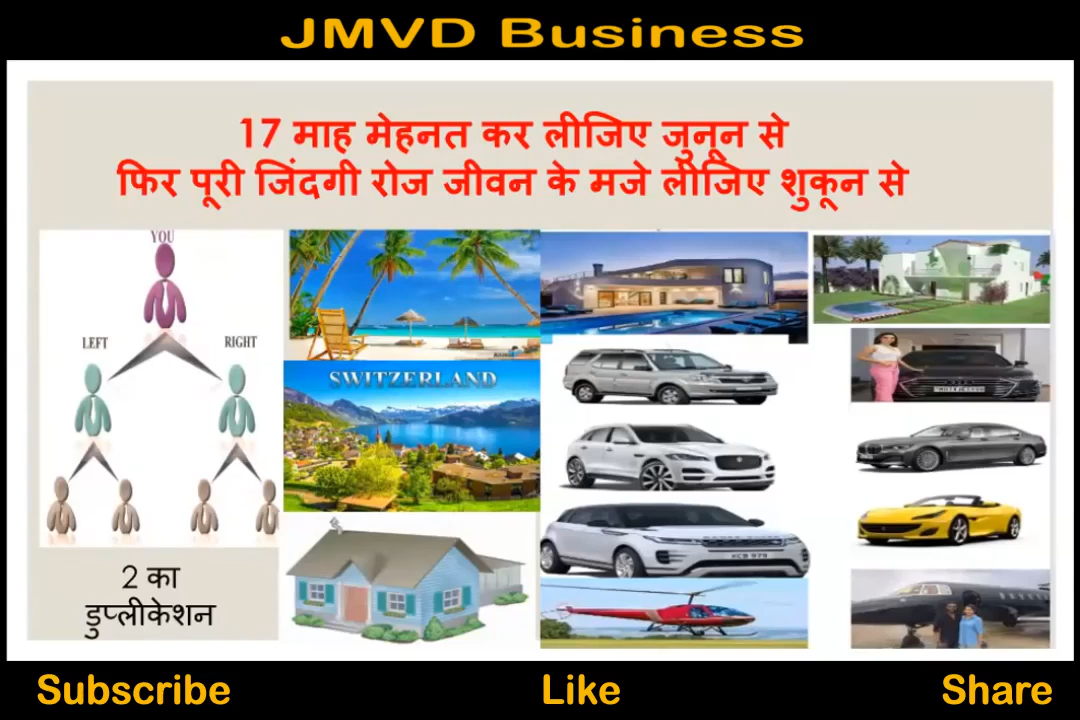 JMVD Business
17 माह मेहनत कर लीजिए जुनून से
फिर पूरी जिंदगी रोज जीवन के मजे लीजिए शुकून से
YOU
LEFT
RIGHT
2 का
डुप्लीकेशन
SWITZERLAND
Subscribe
Like
Share